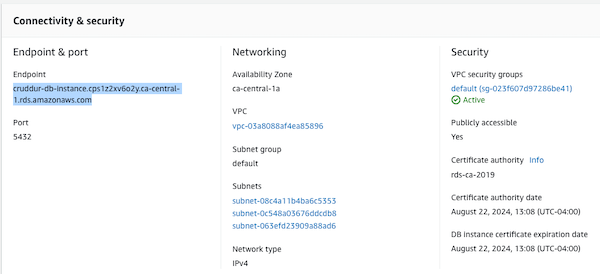 Connectivity & security
Endpoint & port
Endpoint
cruddur-db-instance.cps1z2xv6o2y.ca-central-
1.rds.amazonaws.com
Port
5432
Networking
Availability Zone
ca-central-1a
VPC
vpc-03a8088af4ea85896
Subnet group
default
Subnets
subnet-08c4a11b4ba6c5353
subnet-0c548a03676ddcdb8
subnet-063efd23909a88ad6
Network type
IPv4
Security
VPC security groups
default (sg-023f607d97286be41)
Active
Publicly accessible
Yes
Certificate authority Info
rds-ca-2019
Certificate authority date
August 22, 2024, 13:08 (UTC-04:00)
DB instance certificate expiration date
August 22, 2024, 13:08 (UTC-04:00)